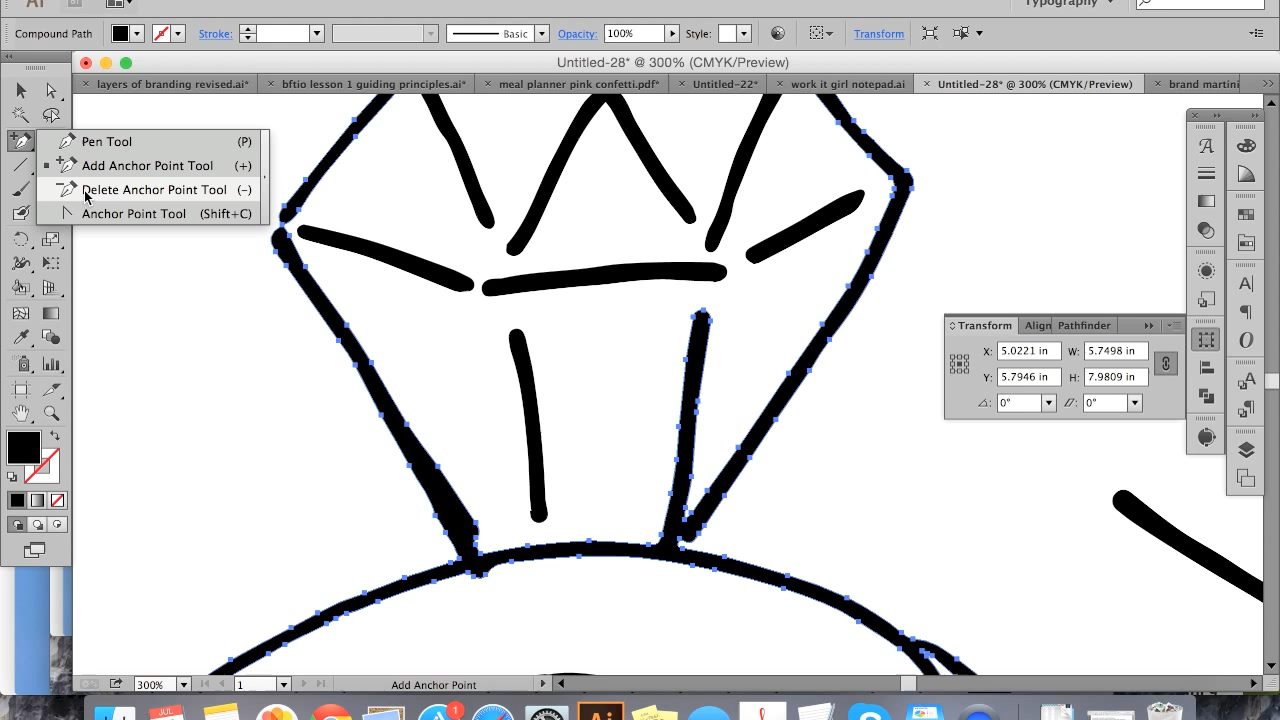 Ai
Br
Typography
Compound Path
Stroke:
Basic
Opacity:
100%
Style:
Transform
Untitled-28* @ 300% (CMYK/Preview)
layers of branding revised.ai*
bftio lesson 1 guiding principles.ai*
meal planner pink confetti.pdf*
Untitled-22*
work it girl notepad.ai
Untitled-28* @ 300% (CMYK/Preview)
brand martini
Pen Tool (P)
Add Anchor Point Tool (+)
Delete Anchor Point Tool (−)
Anchor Point Tool (Shift+C)
Transform
Align
Pathfinder
X: 5.0221 in
W: 5.7498 in
Y: 5.7946 in
H: 7.9809 in
0°
0°
300%
1
Add Anchor Point
1
Ai